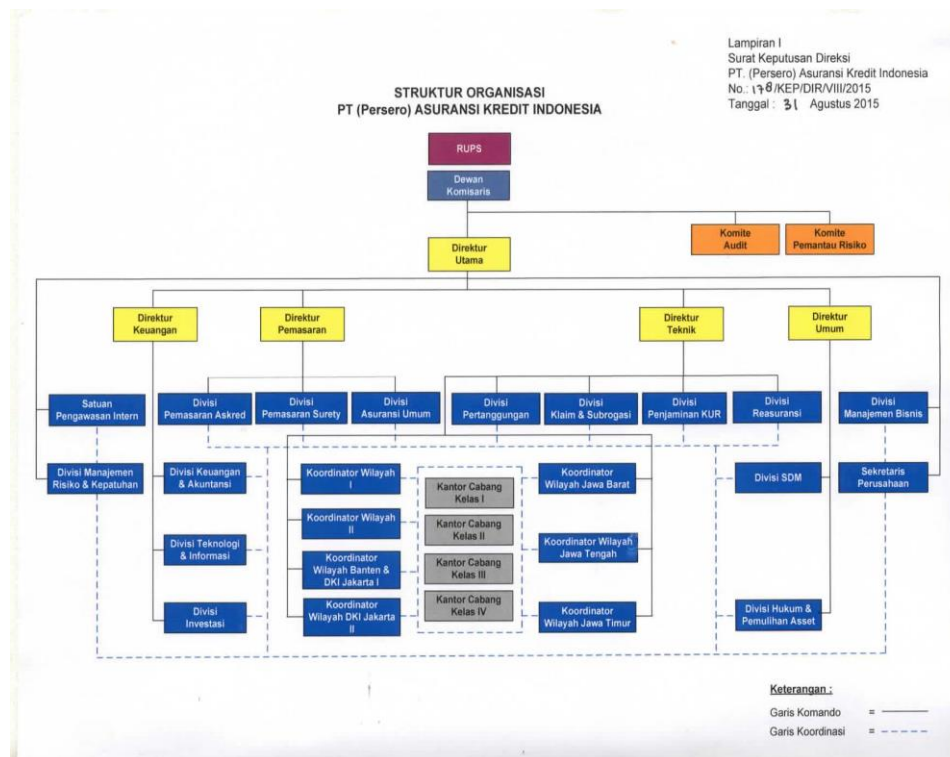 Lampiran I
Surat Keputusan Direksi
PT. (Persero) Asuransi Kredit Indonesia
No.: 178/KEP/DIR/VIII/2015
Tanggal : 31 Agustus 2015
STRUKTUR ORGANISASI
PT (Persero) ASURANSI KREDIT INDONESIA
RUPS
Dewan
Komisaris
Direktur
Utama
Komite
Audit
Komite
Pemantau Risiko
Direktur
Keuangan
Direktur
Pemasaran
Direktur
Teknik
Direktur
Umum
Satuan
Pengawasan Intern
Divisi
Pemasaran Askred
Divisi
Pemasaran Surety
Divisi
Asuransi Umum
Divisi
Pertanggungan
Divisi
Klaim & Subrogasi
Divisi
Penjaminan KUR
Divisi
Reasuransi
Divisi
Manajemen Bisnis
Divisi Manajemen
Risiko & Kepatuhan
Divisi Keuangan
& Akuntansi
Koordinator Wilayah
I
Kantor Cabang
Kelas I
Koordinator
Wilayah Jawa Barat
Divisi SDM
Sekretaris
Perusahaan
Koordinator Wilayah
II
Kantor Cabang
Kelas II
Divisi Teknologi
& Informasi
Koordinator Wilayah
Jawa Tengah
Koordinator
Wilayah Banten &
DKI Jakarta I
Kantor Cabang
Kelas III
Divisi
Investasi
Koordinator
Wilayah DKI Jakarta
II
Kantor Cabang
Kelas IV
Koordinator
Wilayah Jawa Timur
Divisi Hukum &
Pemulihan Asset
Keterangan :
Garis Komando =
Garis Koordinasi =